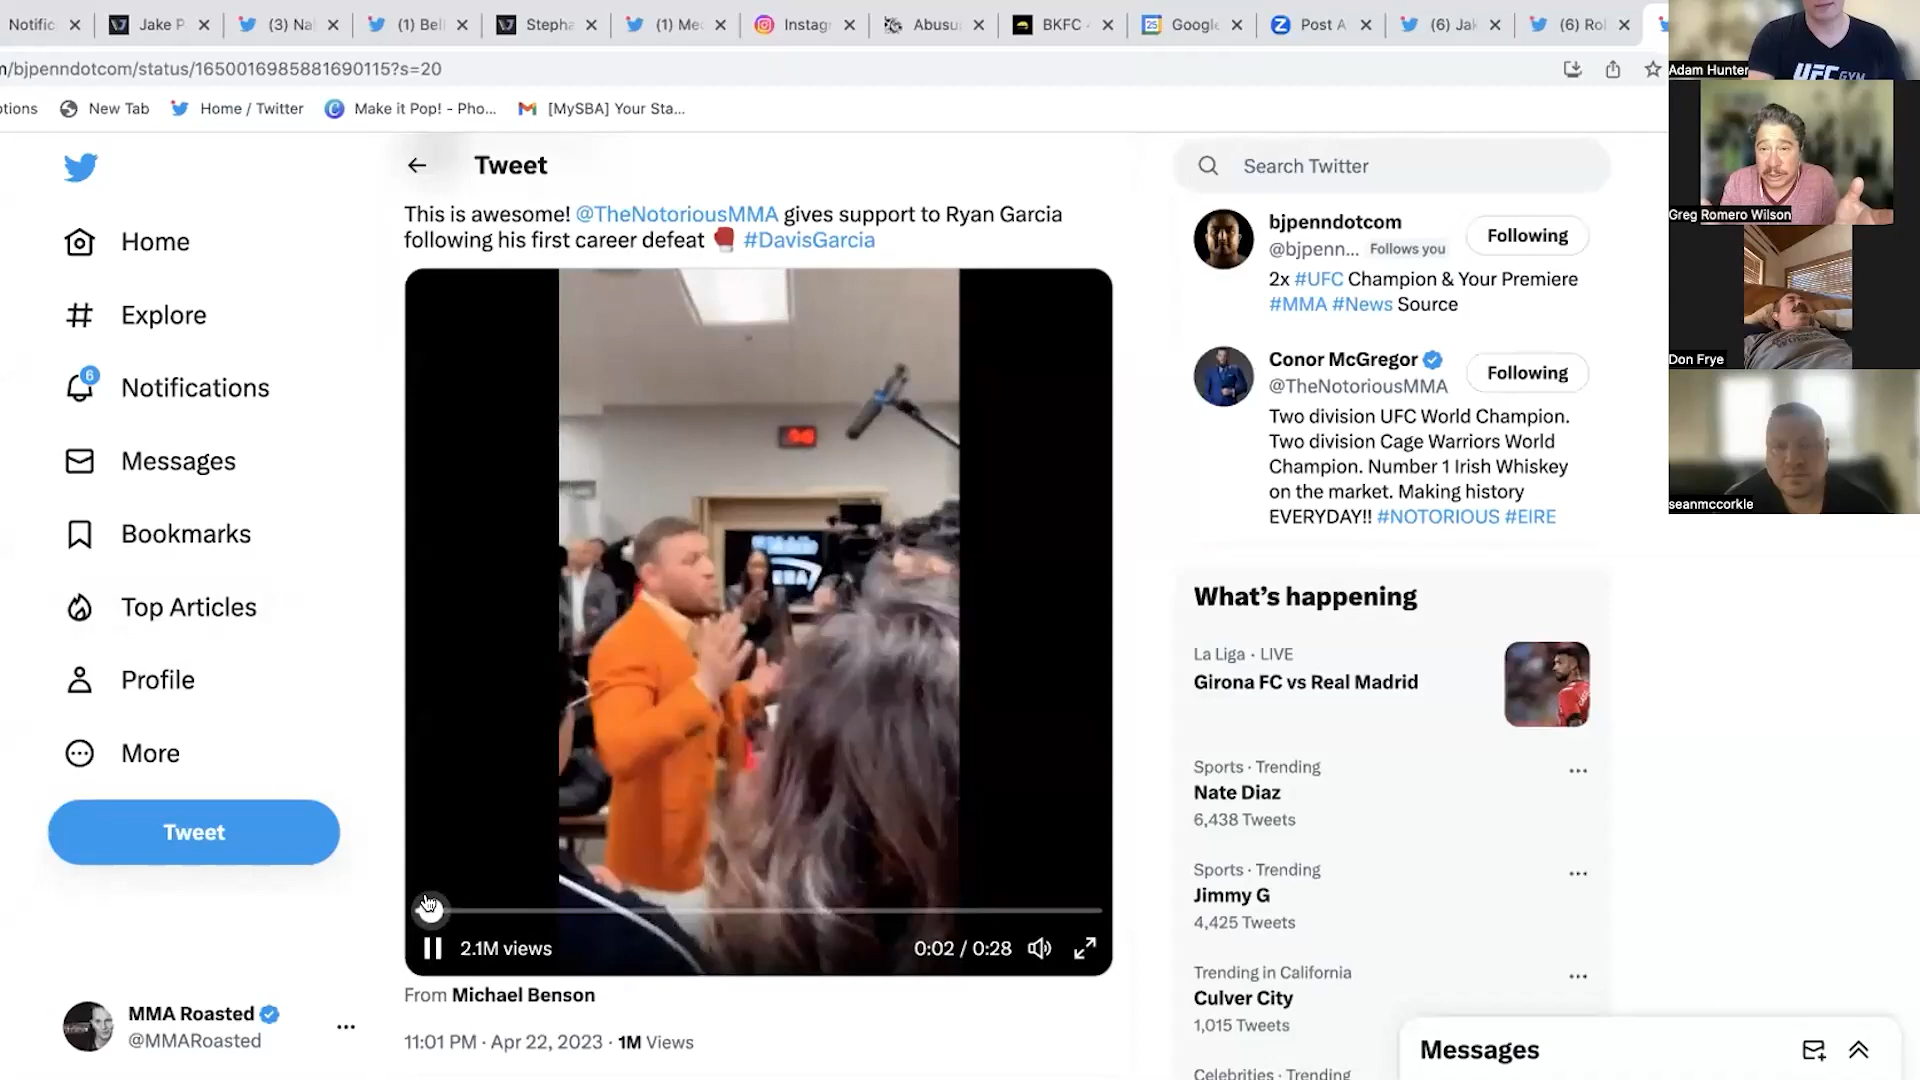 Notific
Jake P
(3) Na
(1) Bell
Stepha
(1) Me
Instag
Abusu
BKFC
Google
Post A
(6) Jak
(6) Ro
n/bjpenndotcom/status/1650016985881690115?s=20
otions
New Tab
Home / Twitter
Make it Pop! - Pho...
[MySBA] Your Sta...
Tweet
This is awesome! @TheNotoriousMMA gives support to Ryan Garcia
following his first career defeat 🥊 #DavisGarcia
Home
Explore
6
Notifications
Messages
Bookmarks
Top Articles
Profile
More
Tweet
MMA Roasted
@MMARoasted
2.1M views
0:02 / 0:28
From Michael Benson
11:01 PM · Apr 22, 2023 · 1M Views
Search Twitter
bjpenndotcom
@bjpenn... Follows you
Following
2x #UFC Champion & Your Premiere
#MMA #News Source
Conor McGregor
@TheNotoriousMMA
Following
Two division UFC World Champion.
Two division Cage Warriors World
Champion. Number 1 Irish Whiskey
on the market. Making history
EVERYDAY!! #NOTORIOUS #EIRE
What's happening
La Liga · LIVE
Girona FC vs Real Madrid
Sports · Trending
Nate Diaz
6,438 Tweets
Sports · Trending
Jimmy G
4,425 Tweets
Trending in California
Culver City
1,015 Tweets
Celebrities · Trending
Messages
UFC GYM
Adam Hunter
Greg Romero Wilson
Don Frye
seanmccorkle